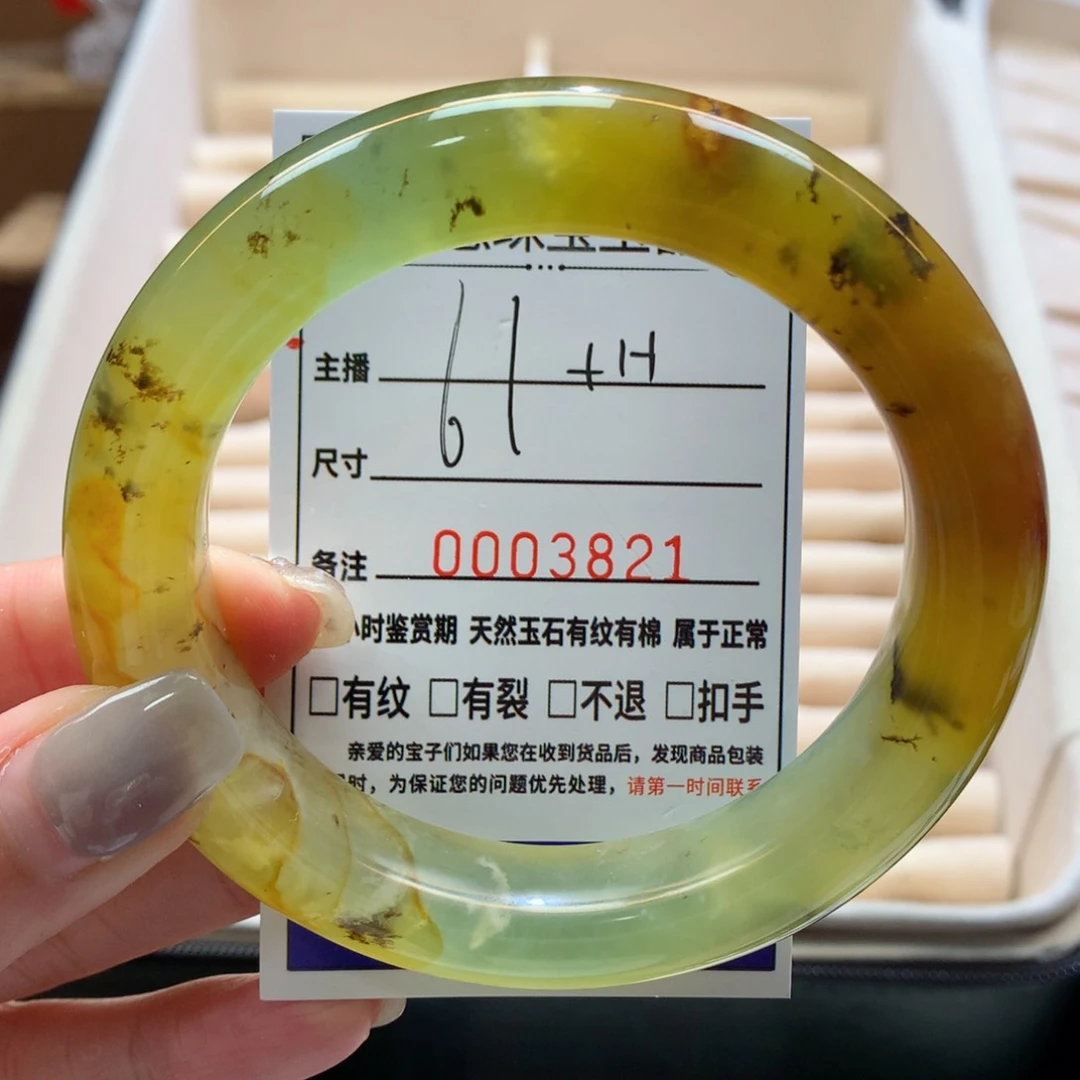 主播 61 +H
尺寸
备注 0003821
小时鉴赏期 天然玉石有纹有棉 属于正常
□有纹 □有裂 □不退 □扣手
亲爱的宝子们如果您在收到货品后，发现商品包装
时，为保证您的问题优先处理，请第一时间联系